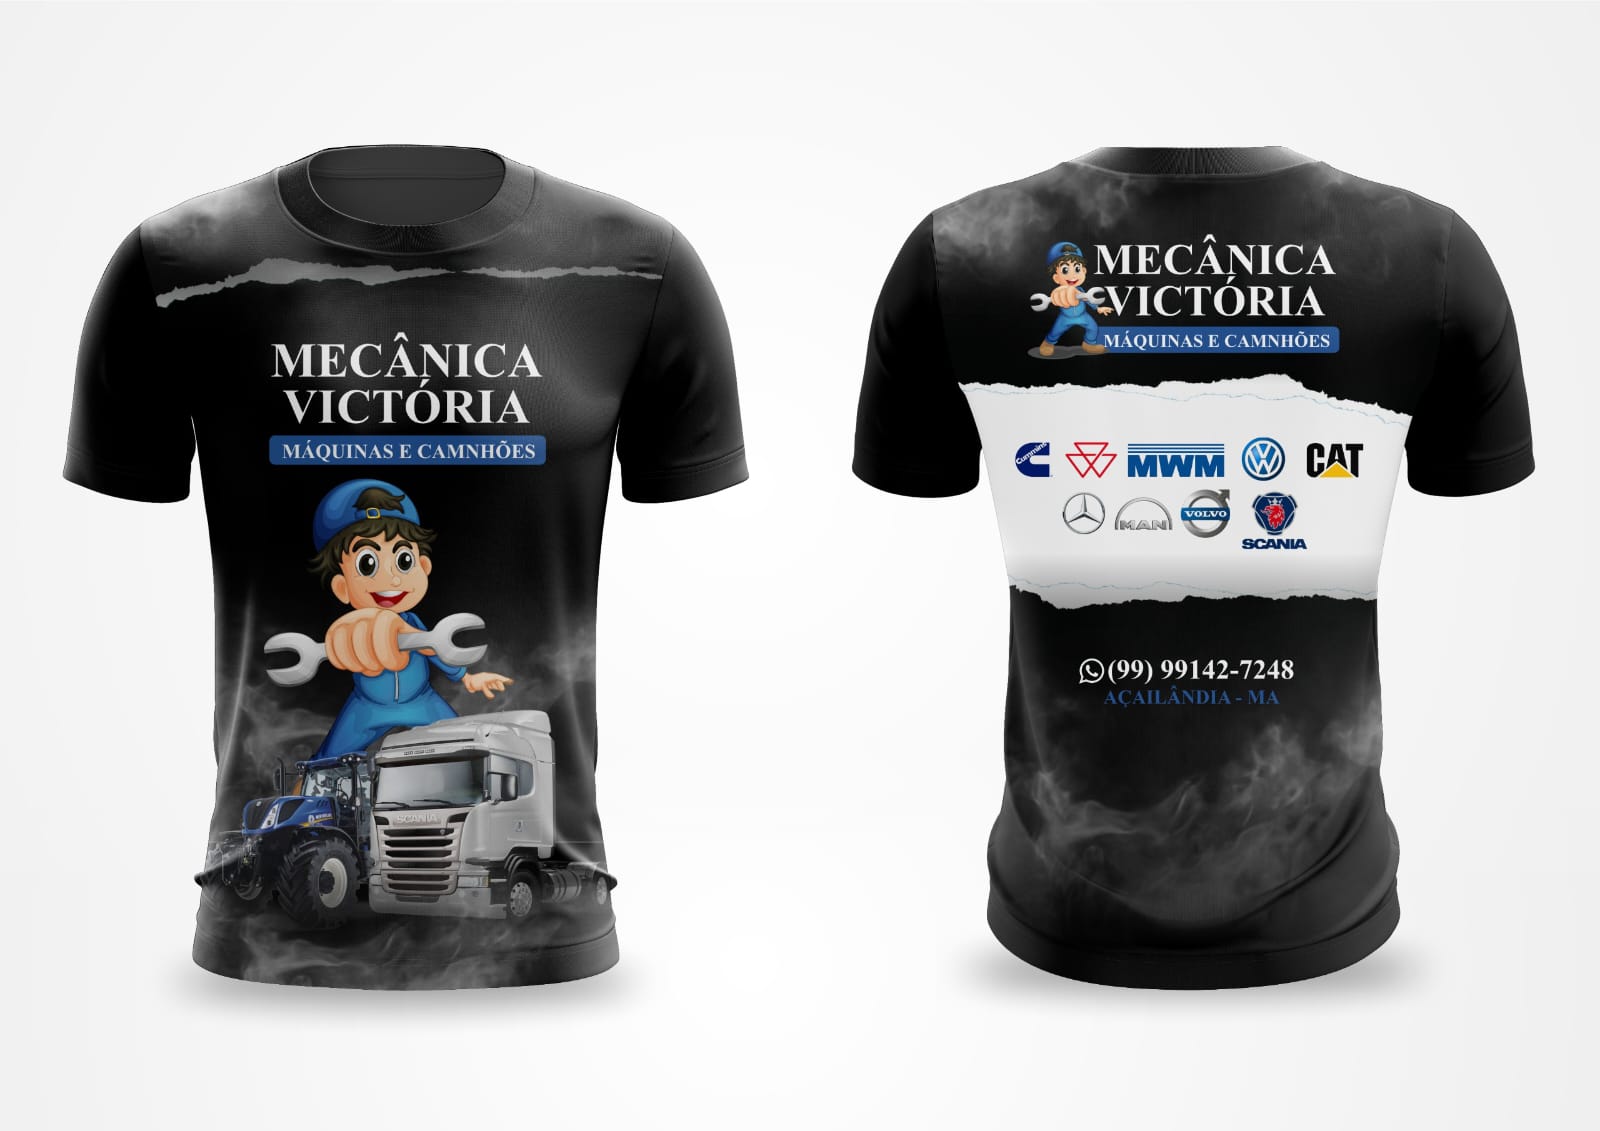 MECÂNICA
VICTÓRIA
MÁQUINAS E CAMNHÕES
SCANIA
MECÂNICA
VICTÓRIA
MÁQUINAS E CAMNHÕES
Cummins
MWM
CAT
MAN
VOLVO
SCANIA
(99) 99142-7248
AÇAILÂNDIA - MA